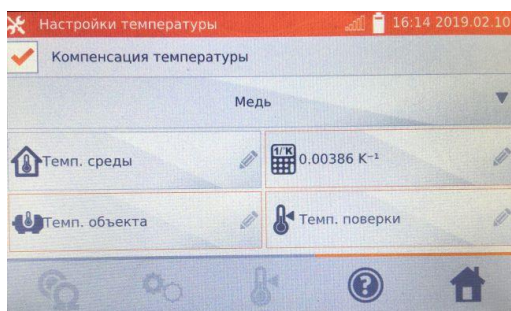 Настройки температуры 16:14 2019.02.10
Компенсация температуры
Медь
Темп. среды
1/°K 0.00386 K⁻¹
Темп. объекта
Темп. поверки
?